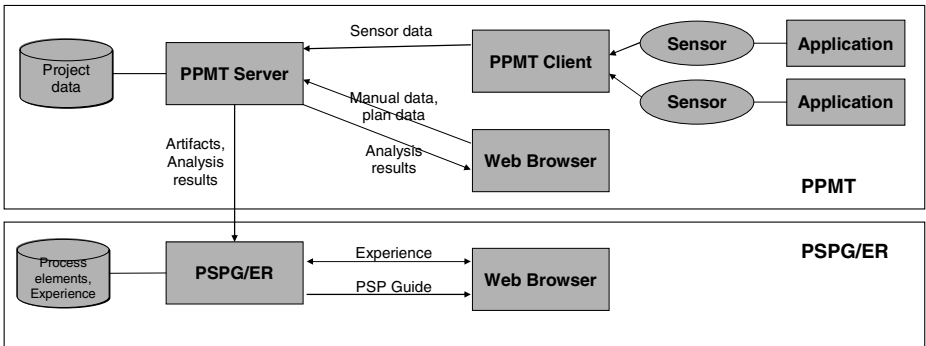 Sensor data
Sensor
Application
Project
data
PPMT Server
PPMT Client
Sensor
Application
Manual data,
plan data
Artifacts,
Analysis
results
Analysis
results
Web Browser
PPMT
PSPG/ER
Process
elements,
Experience
PSPG/ER
Experience
PSP Guide
Web Browser